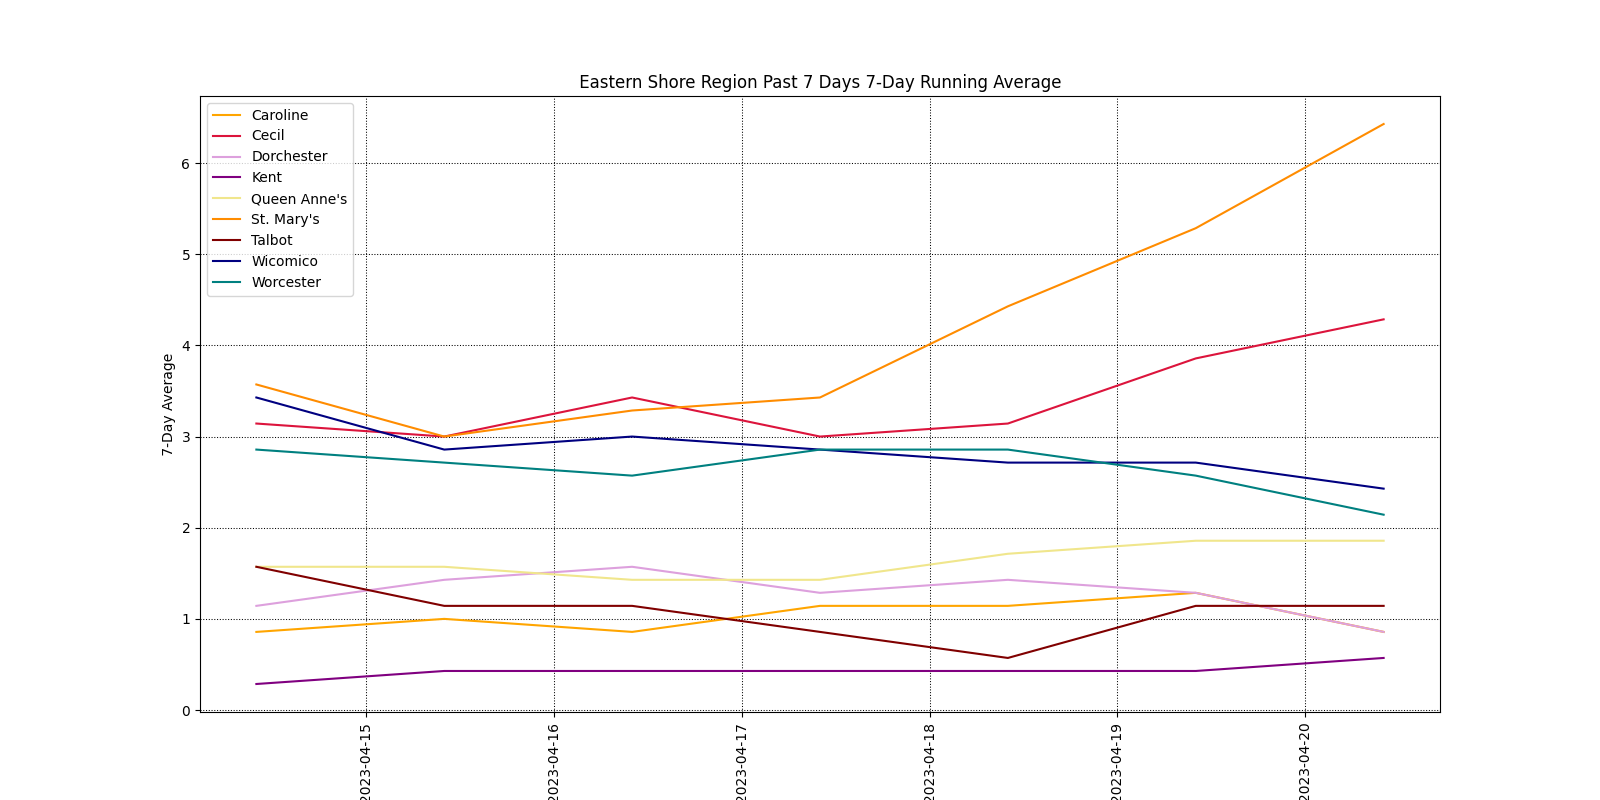 Eastern Shore Region Past 7 Days 7-Day Running Average
Caroline
Cecil
Dorchester
Kent
Queen Anne's
St. Mary's
Talbot
Wicomico
Worcester
7-Day Average
6
5
4
3
2
1
0
2023-04-15
2023-04-16
2023-04-17
2023-04-18
2023-04-19
2023-04-20